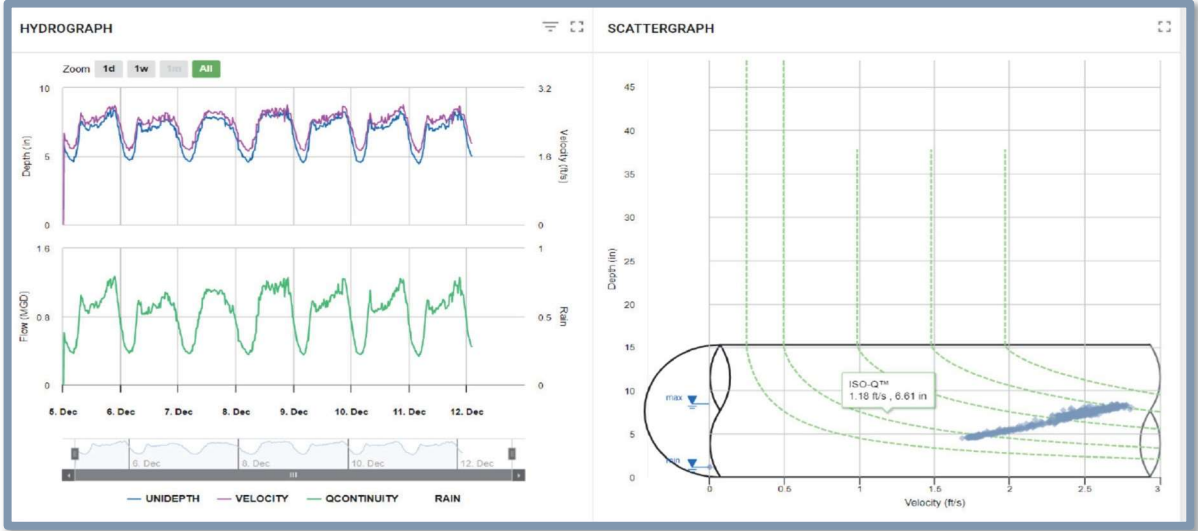 HYDROGRAPH
Zoom 1d 1w 1m All
10
5
0
Depth (in)
3.2
1.6
0
Velocity (ft/s)
1.6
0.8
0
Flow (MGD)
1
0.5
0
Rain
5. Dec 6. Dec 7. Dec 8. Dec 9. Dec 10. Dec 11. Dec 12. Dec
6. Dec 8. Dec 10. Dec 12. Dec
UNIDEPTH VELOCITY QCONTINUITY RAIN
SCATTERGRAPH
45
40
35
30
25
20
15
10
5
0
Depth (in)
max
min
ISO-Q™
1.18 ft/s , 6.61 in
0 0.5 1.5 2 2.5 3
Velocity (ft/s)